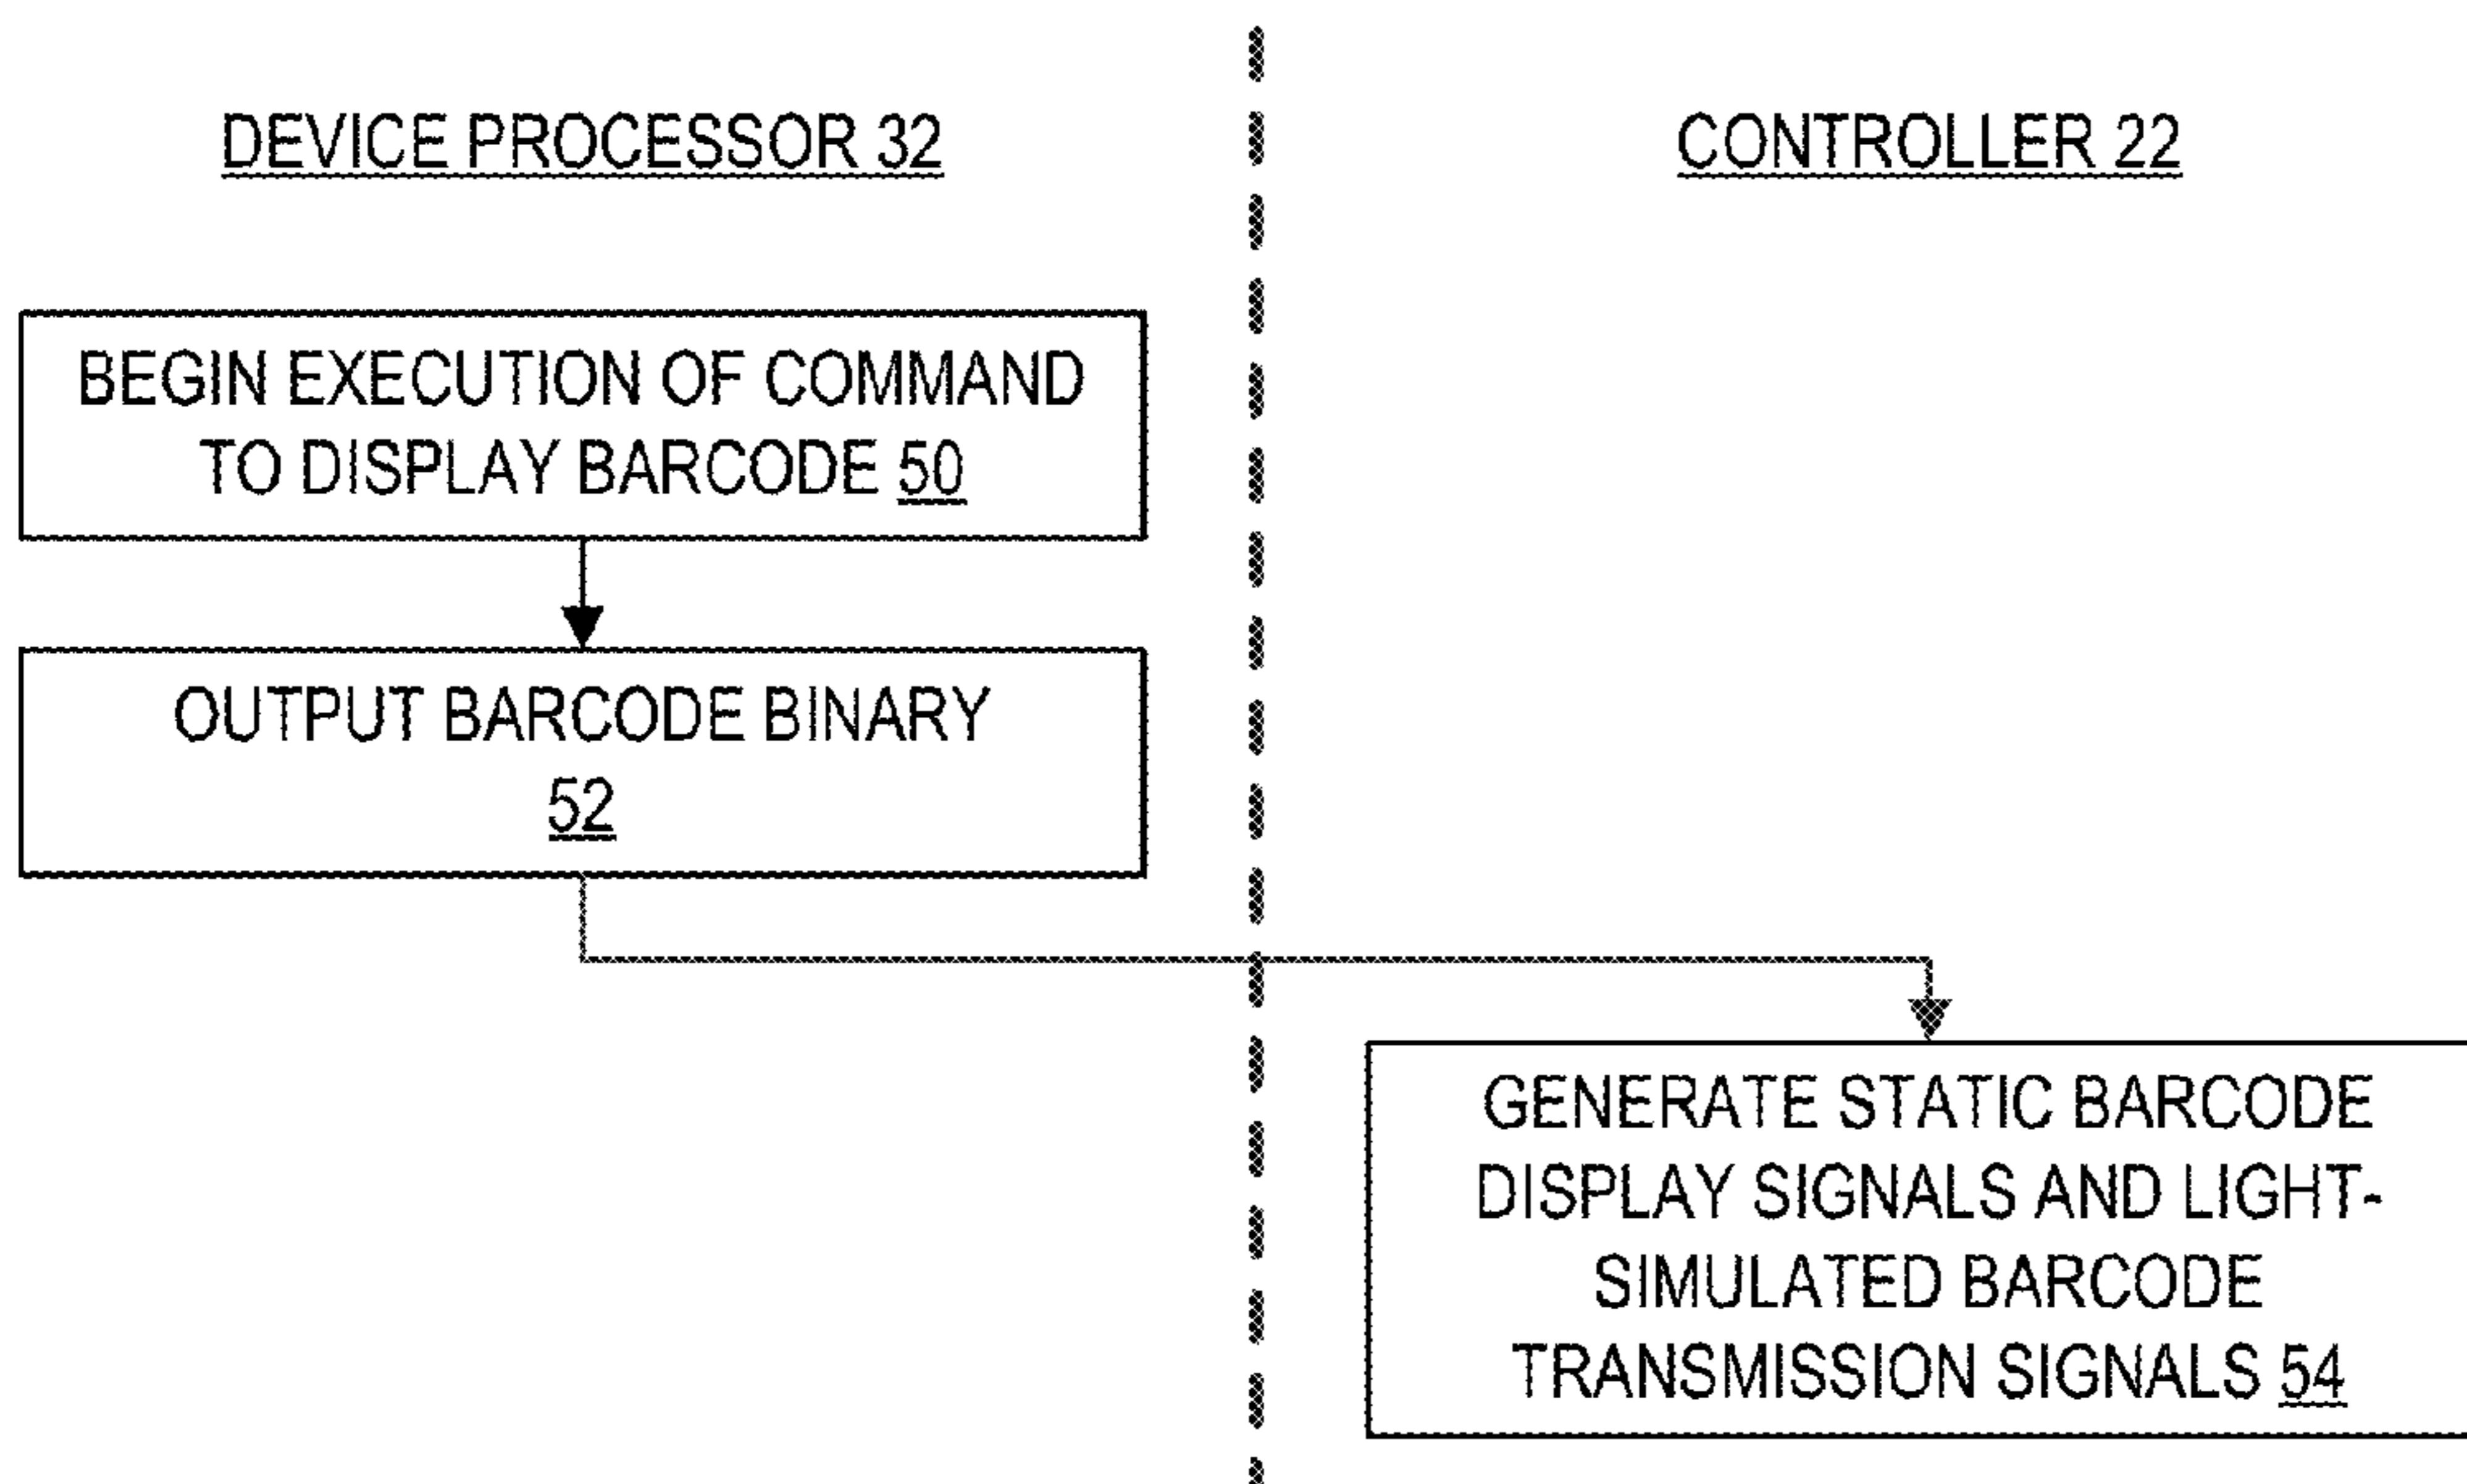 DEVICE PROCESSOR 32
CONTROLLER 22
BEGIN EXECUTION OF COMMAND
TO DISPLAY BARCODE 50
OUTPUT BARCODE BINARY
52
GENERATE STATIC BARCODE
DISPLAY SIGNALS AND LIGHT-
SIMULATED BARCODE
TRANSMISSION SIGNALS 54